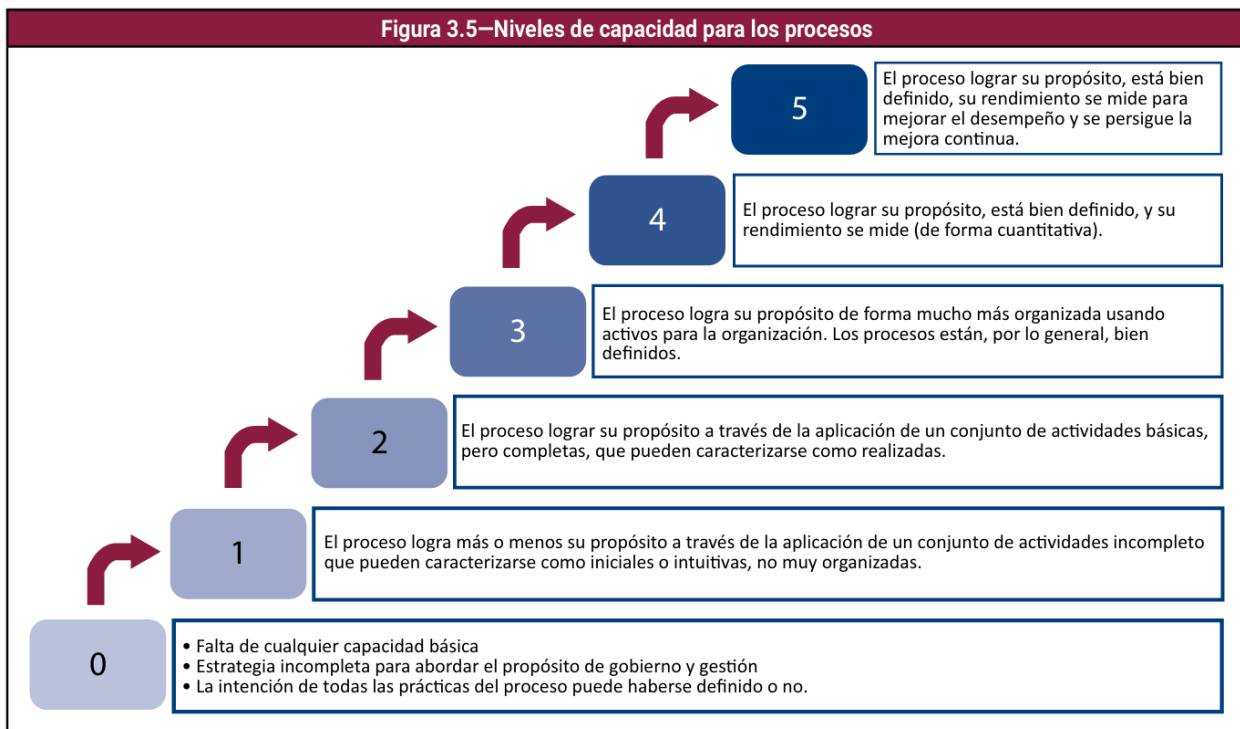 Figura 3.5—Niveles de capacidad para los procesos
5
El proceso lograr su propósito, está bien
definido, su rendimiento se mide para
mejorar el desempeño y se persigue la
mejora continua.
4
El proceso lograr su propósito, está bien definido, y su
rendimiento se mide (de forma cuantitativa).
3
El proceso logra su propósito de forma mucho más organizada usando
activos para la organización. Los procesos están, por lo general, bien
definidos.
2
El proceso lograr su propósito a través de la aplicación de un conjunto de actividades básicas,
pero completas, que pueden caracterizarse como realizadas.
1
El proceso logra más o menos su propósito a través de la aplicación de un conjunto de actividades incompleto
que pueden caracterizarse como iniciales o intuitivas, no muy organizadas.
0
• Falta de cualquier capacidad básica
• Estrategia incompleta para abordar el propósito de gobierno y gestión
• La intención de todas las prácticas del proceso puede haberse definido o no.